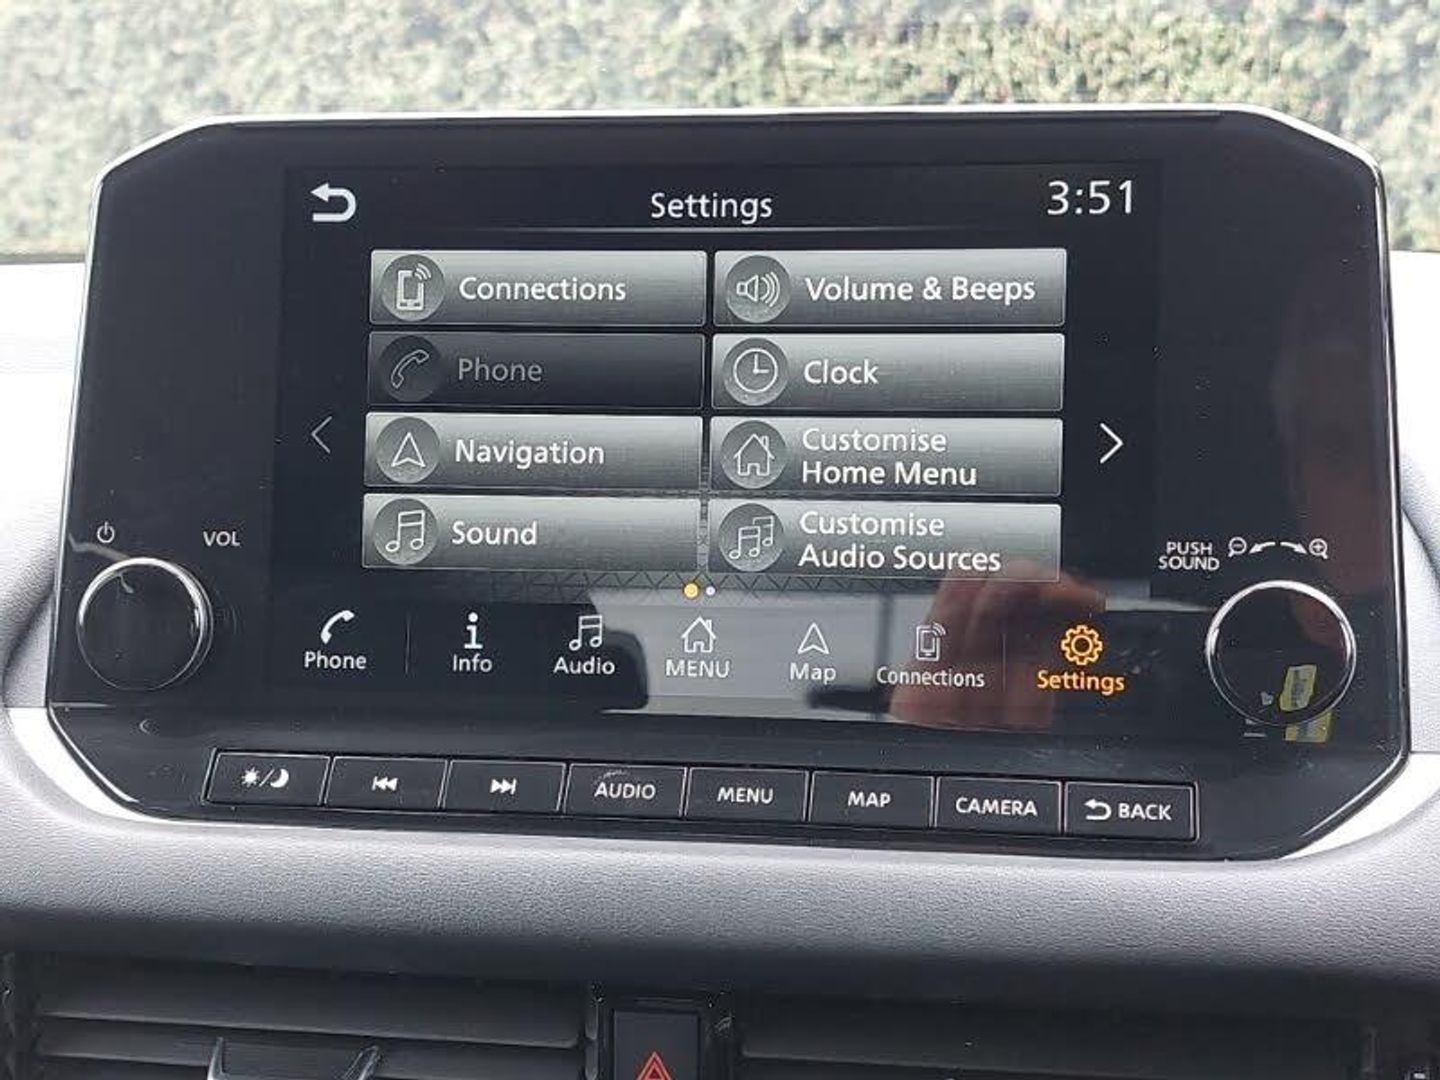 Settings
3:51
Connections
Volume & Beeps
Phone
Clock
Navigation
Customise
Home Menu
Sound
Customise
Audio Sources
VOL
PUSH
SOUND
Phone
Info
Audio
MENU
Map
Connections
Settings
AUDIO
MENU
MAP
CAMERA
BACK